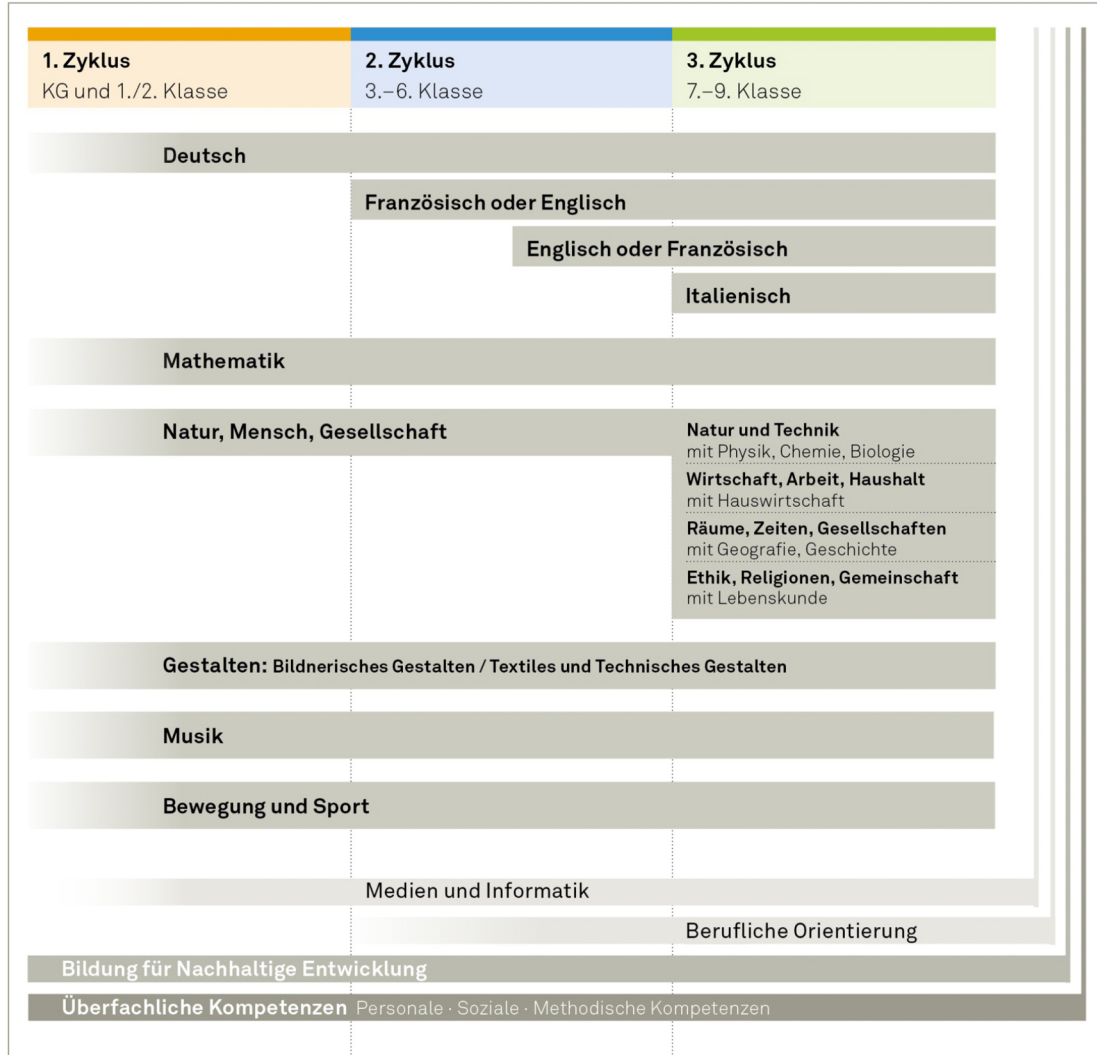 1. Zyklus
KG und 1./2. Klasse
2. Zyklus
3.–6. Klasse
3. Zyklus
7.–9. Klasse
Deutsch
Französisch oder Englisch
Englisch oder Französisch
Italienisch
Mathematik
Natur, Mensch, Gesellschaft
Natur und Technik
mit Physik, Chemie, Biologie
Wirtschaft, Arbeit, Haushalt
mit Hauswirtschaft
Räume, Zeiten, Gesellschaften
mit Geografie, Geschichte
Ethik, Religionen, Gemeinschaft
mit Lebenskunde
Gestalten: Bildnerisches Gestalten / Textiles und Technisches Gestalten
Musik
Bewegung und Sport
Medien und Informatik
Berufliche Orientierung
Bildung für Nachhaltige Entwicklung
Überfachliche Kompetenzen Personale · Soziale · Methodische Kompetenzen